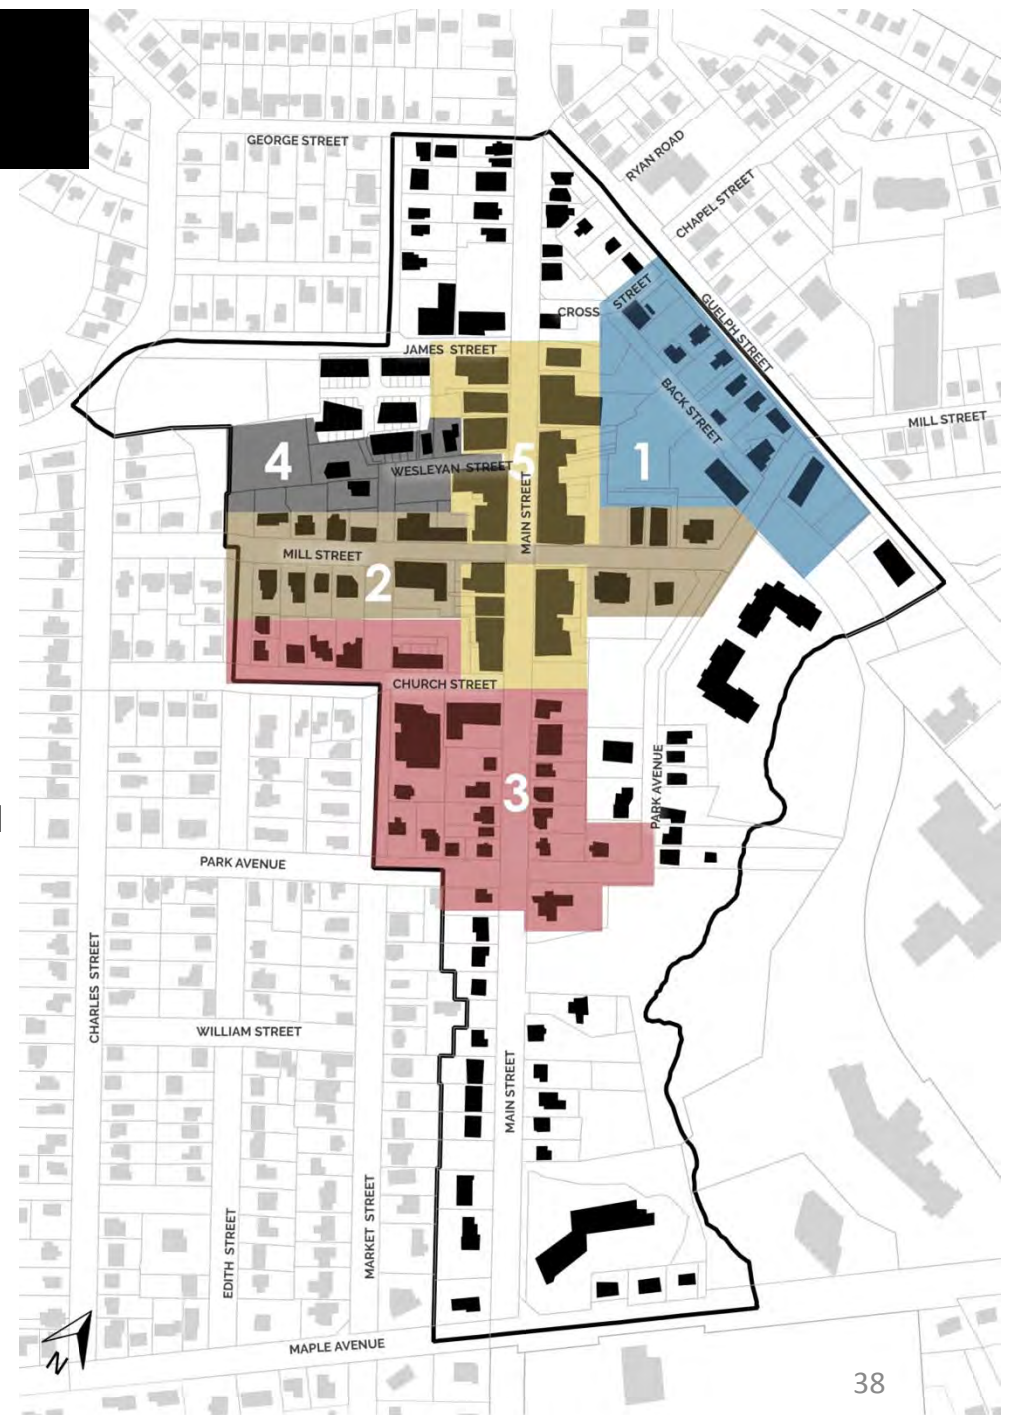 GEORGE STREET
RYAN ROAD
CHAPEL STREET
CROSS STREET
GUELPH STREET
JAMES STREET
BACK STREET
MILL STREET
4
WESLEYAN STREET
5
1
MAIN STREET
MILL STREET
2
CHURCH STREET
3
PARK AVENUE
PARK AVENUE
CHARLES STREET
WILLIAM STREET
MAIN STREET
MARKET STREET
EDITH STREET
MAPLE AVENUE
N
38